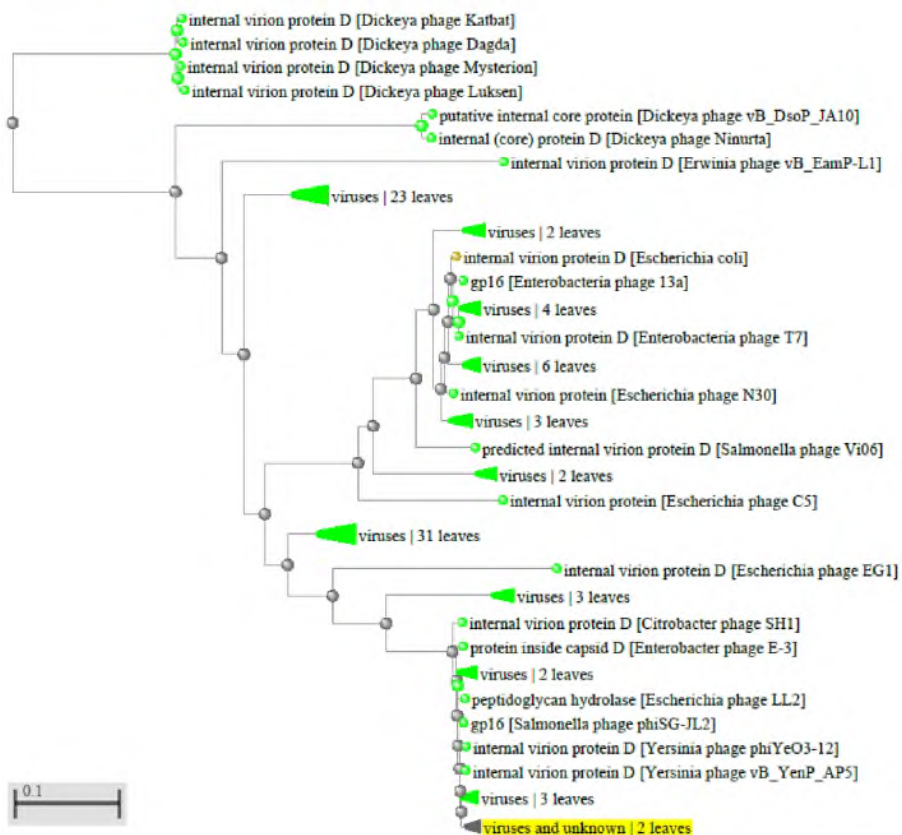 internal virion protein D [Dickeya phage Katbat]
internal virion protein D [Dickeya phage Dagda]
internal virion protein D [Dickeya phage Mysterion]
internal virion protein D [Dickeya phage Luksen]
putative internal core protein [Dickeya phage vB_DsoP_JA10]
internal (core) protein D [Dickeya phage Ninurta]
internal virion protein D [Erwinia phage vB_EamP-L1]
viruses | 23 leaves
viruses | 2 leaves
internal virion protein D [Escherichia coli]
gp16 [Enterobacteria phage 13a]
viruses | 4 leaves
internal virion protein D [Enterobacteria phage T7]
viruses | 6 leaves
internal virion protein [Escherichia phage N30]
viruses | 3 leaves
predicted internal virion protein D [Salmonella phage Vi06]
viruses | 2 leaves
internal virion protein [Escherichia phage C5]
viruses | 31 leaves
internal virion protein D [Escherichia phage EG1]
viruses | 3 leaves
internal virion protein D [Citrobacter phage SH1]
protein inside capsid D [Enterobacter phage E-3]
viruses | 2 leaves
peptidoglycan hydrolase [Escherichia phage LL2]
gp16 [Salmonella phage phiSG-JL2]
internal virion protein D [Yersinia phage phiYeO3-12]
internal virion protein D [Yersinia phage vB_YenP_AP5]
viruses | 3 leaves
viruses and unknown | 2 leaves
0.1